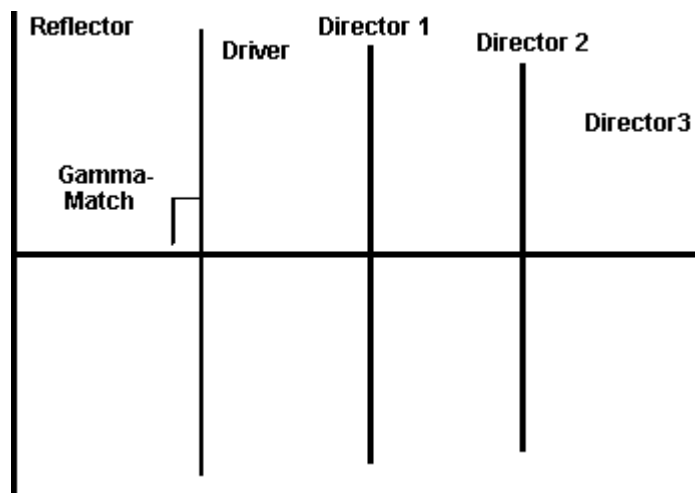 Reflector
Driver
Director 1
Director 2
Director3
Gamma-
Match